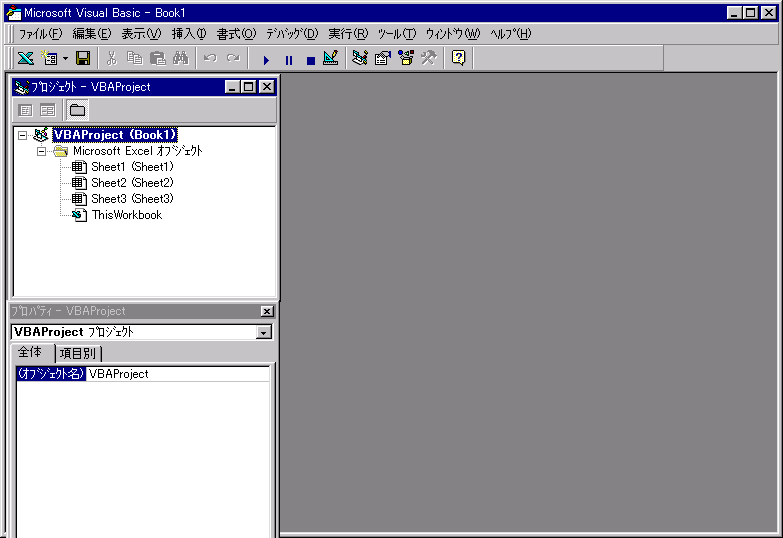 Microsoft Visual Basic - Book1
ﾌｧｲﾙ(F) 編集(E) 表示(V) 挿入(I) 書式(O) ﾃﾞﾊﾞｯｸﾞ(D) 実行(R) ﾂｰﾙ(T) ｳｨﾝﾄﾞｳ(W) ﾍﾙﾌﾟ(H)
ﾌﾟﾛｼﾞｪｸﾄ - VBAProject
VBAProject (Book1)
Microsoft Excel ｵﾌﾞｼﾞｪｸﾄ
Sheet1 (Sheet1)
Sheet2 (Sheet2)
Sheet3 (Sheet3)
ThisWorkbook
ﾌﾟﾛﾊﾟﾃｨ - VBAProject
VBAProject ﾌﾟﾛｼﾞｪｸﾄ
全体 項目別
(ｵﾌﾞｼﾞｪｸﾄ名) VBAProject